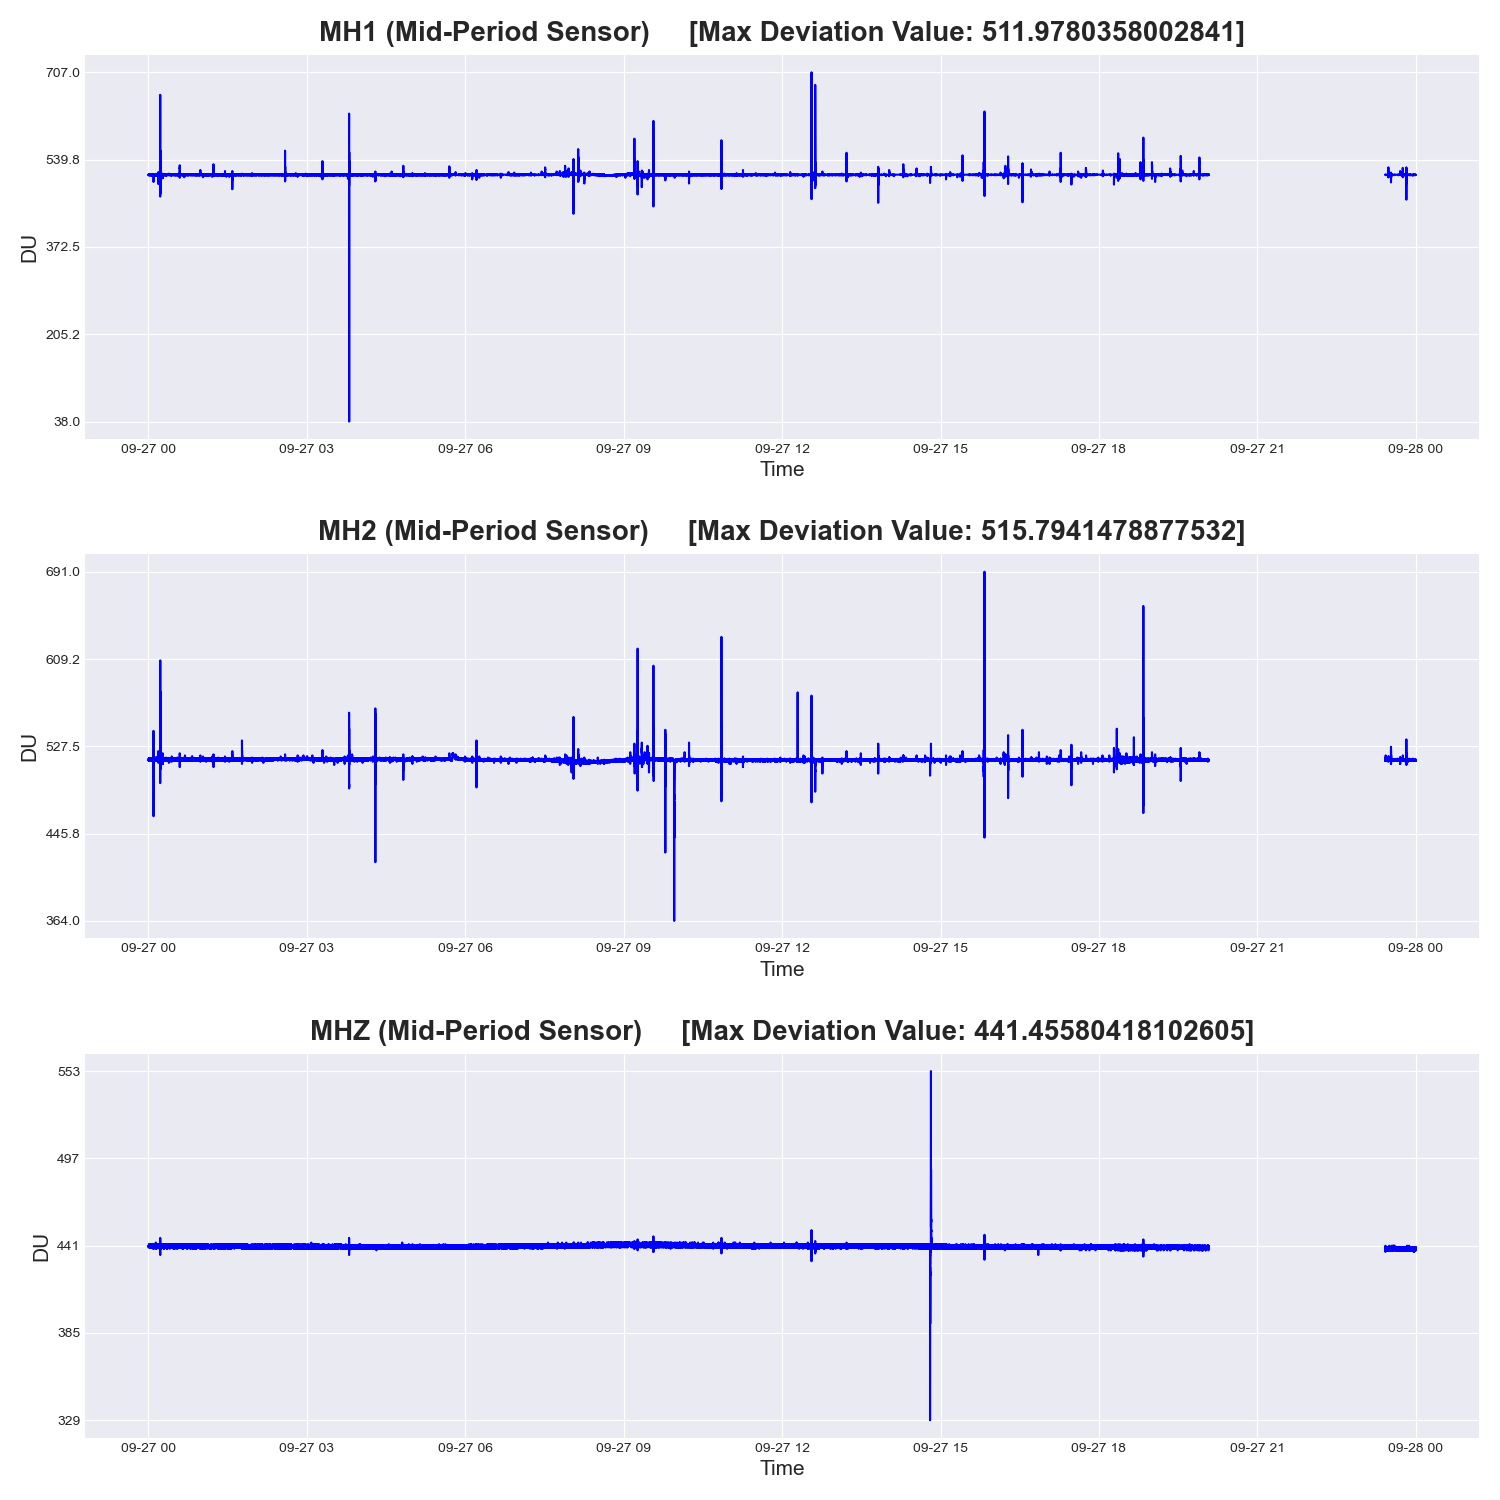 MH1 (Mid-Period Sensor) [Max Deviation Value: 511.9780358002841]
707.0
539.8
372.5
205.2
38.0
DU
09-27 00 09-27 03 09-27 06 09-27 09 09-27 12 09-27 15 09-27 18 09-27 21 09-28 00
Time
MH2 (Mid-Period Sensor) [Max Deviation Value: 515.7941478877532]
691.0
609.2
527.5
445.8
364.0
DU
09-27 00 09-27 03 09-27 06 09-27 09 09-27 12 09-27 15 09-27 18 09-27 21 09-28 00
Time
MHZ (Mid-Period Sensor) [Max Deviation Value: 441.45580418102605]
553
497
441
385
329
DU
09-27 00 09-27 03 09-27 06 09-27 09 09-27 12 09-27 15 09-27 18 09-27 21 09-28 00
Time